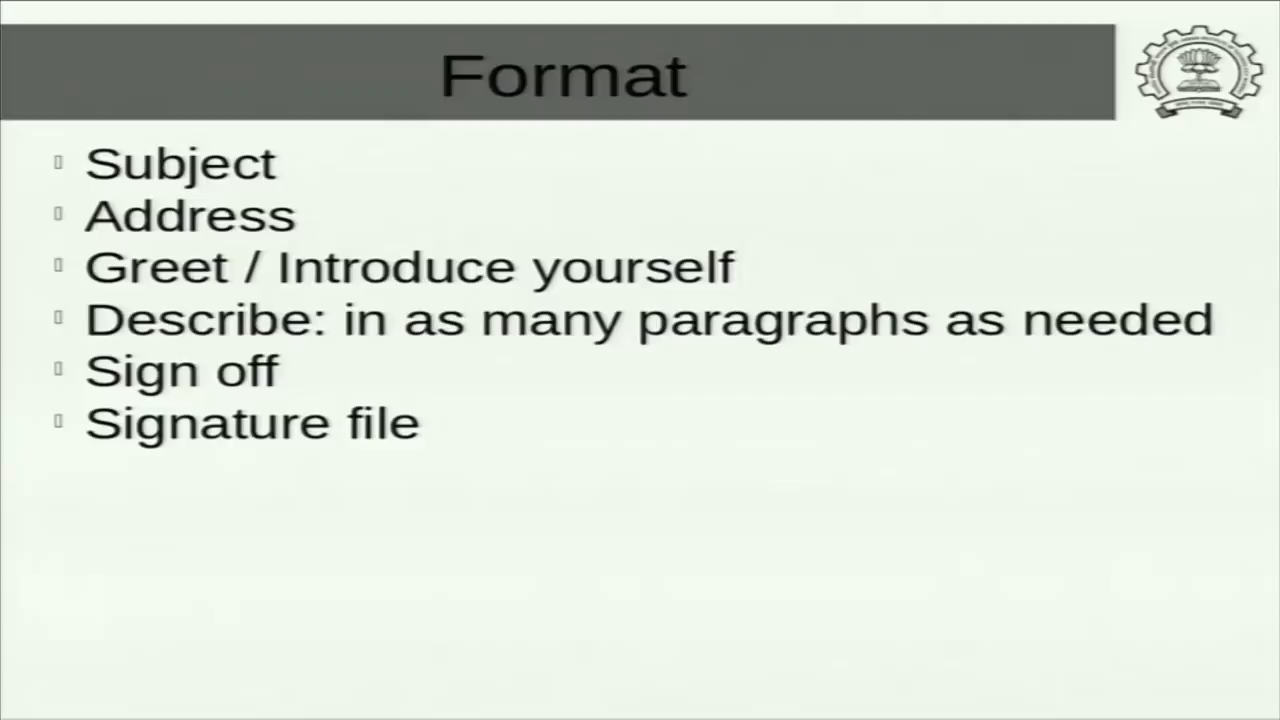 Format
Subject
Address
Greet / Introduce yourself
Describe: in as many paragraphs as needed
Sign off
Signature file